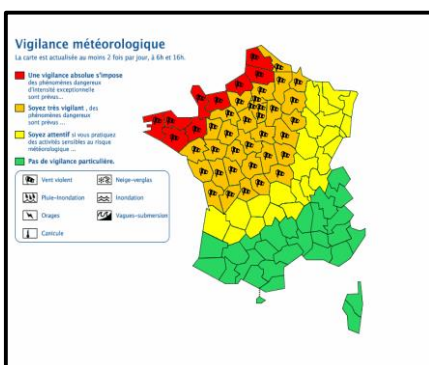 Vigilance météorologique
La carte est actualisée au moins 2 fois par jour, à 6h et 16h.
Une vigilance absolue s'impose
des phénomènes dangereux
d'intensité exceptionnelle
sont prévus...
Soyez très vigilant, des
phénomènes dangereux
sont prévus ...
Soyez attentif si vous pratiquez
des activités sensibles au risque
météorologique ...
Pas de vigilance particulière.
Vent violent
Neige-verglas
Pluie-Inondation
Inondation
Orages
Vagues-submersion
Canicule